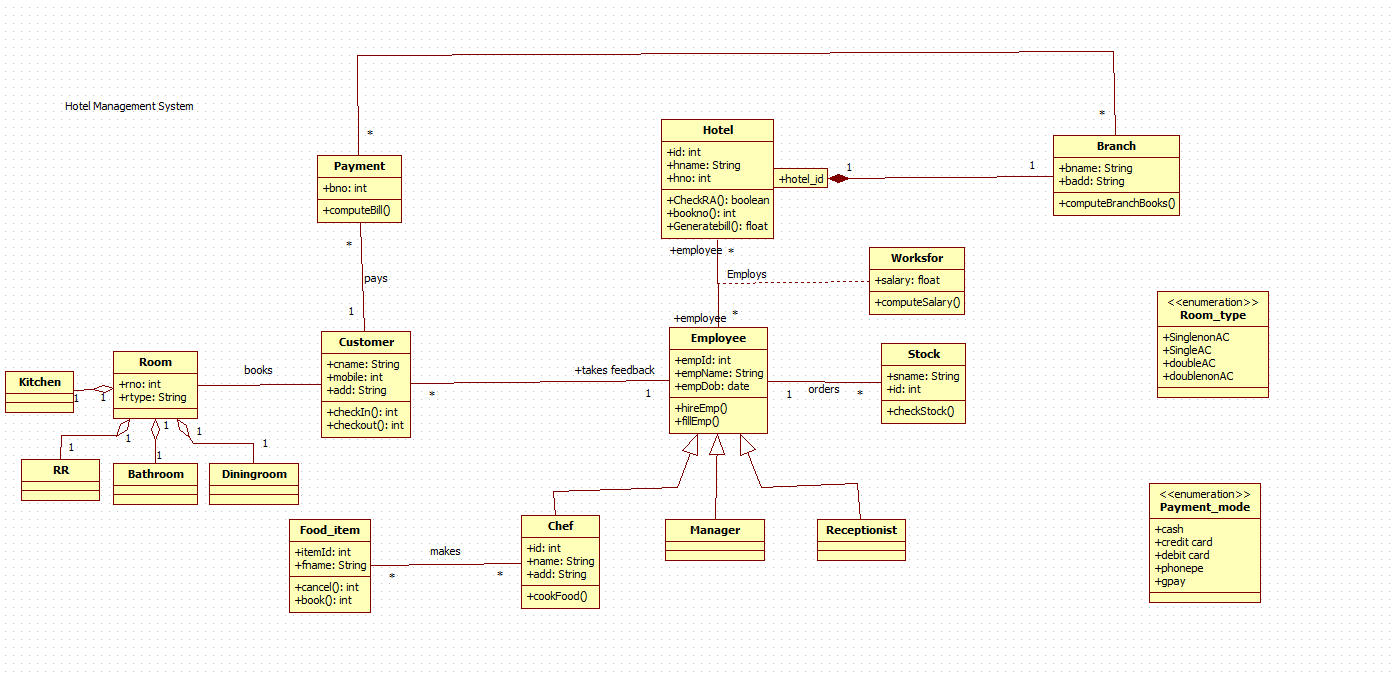 Hotel Management System
*
*
Payment
+bno: int
+computeBill()
*
pays
1
Hotel
+id: int
+hname: String
+hno: int
+CheckRA(): boolean
+bookno(): int
+Generatebill(): float
+hotel_id
1
1
Branch
+bname: String
+badd: String
+computeBranchBooks()
+employee
*
Employs
+employee
*
Worksfor
+salary: float
+computeSalary()
<<enumeration>>
Room_type
+SinglenonAC
+SingleAC
+doubleAC
+doublenonAC
Kitchen
1
1
Room
+rno: int
+rtype: String
books
Customer
+cname: String
+mobile: int
+add: String
+checkIn(): int
+checkout(): int
*
+takes feedback
1
Employee
+empId: int
+empName: String
+empDob: date
+hireEmp()
+fillEmp()
1
orders
*
Stock
+sname: String
+id: int
+checkStock()
1
1
1
1
1
1
RR
Bathroom
Diningroom
Food_item
+itemId: int
+fname: String
+cancel(): int
+book(): int
*
makes
*
Chef
+id: int
+name: String
+add: String
+cookFood()
Manager
Receptionist
<<enumeration>>
Payment_mode
+cash
+credit card
+debit card
+phonepe
+gpay